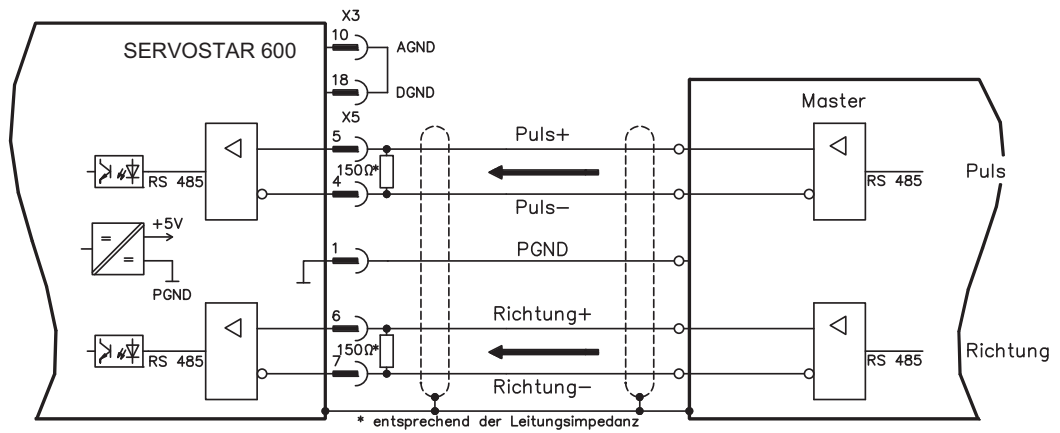 SERVOSTAR 600
X3
10
AGND
18
DGND
X5
Master
5
Puls+
150Ω*
RS 485
RS 485
Puls
4
Puls-
+5V
1
PGND
PGND
6
Richtung+
150Ω*
RS 485
RS 485
Richtung
7
Richtung-
* entsprechend der Leitungsimpedanz